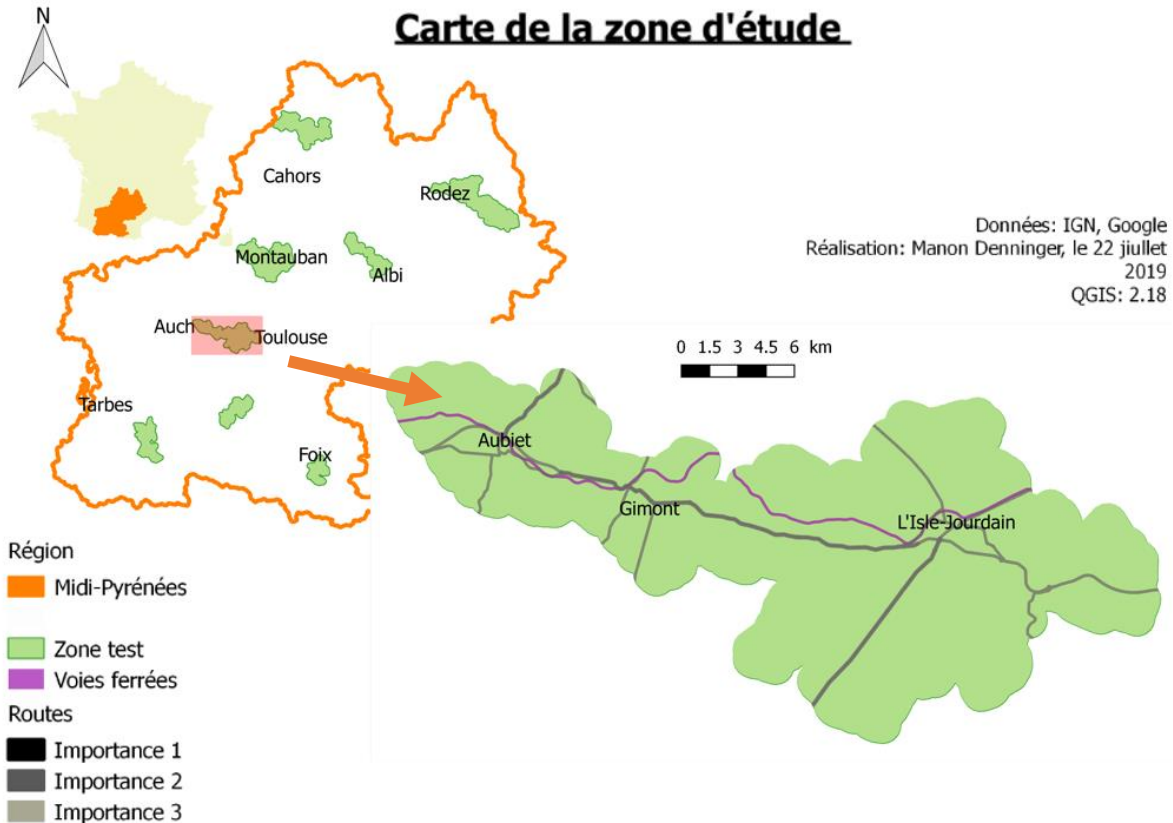 N
Carte de la zone d'étude
Cahors
Rodez
Montauban
Albi
Auch
Toulouse
Tarbes
Foix
Données: IGN, Google
Réalisation: Manon Denninger, le 22 jiullet
2019
QGIS: 2.18
0 1.5 3 4.5 6 km
Aubiet
Gimont
L'Isle-Jourdain
Région
Midi-Pyrénées
Zone test
Voies ferrées
Routes
Importance 1
Importance 2
Importance 3